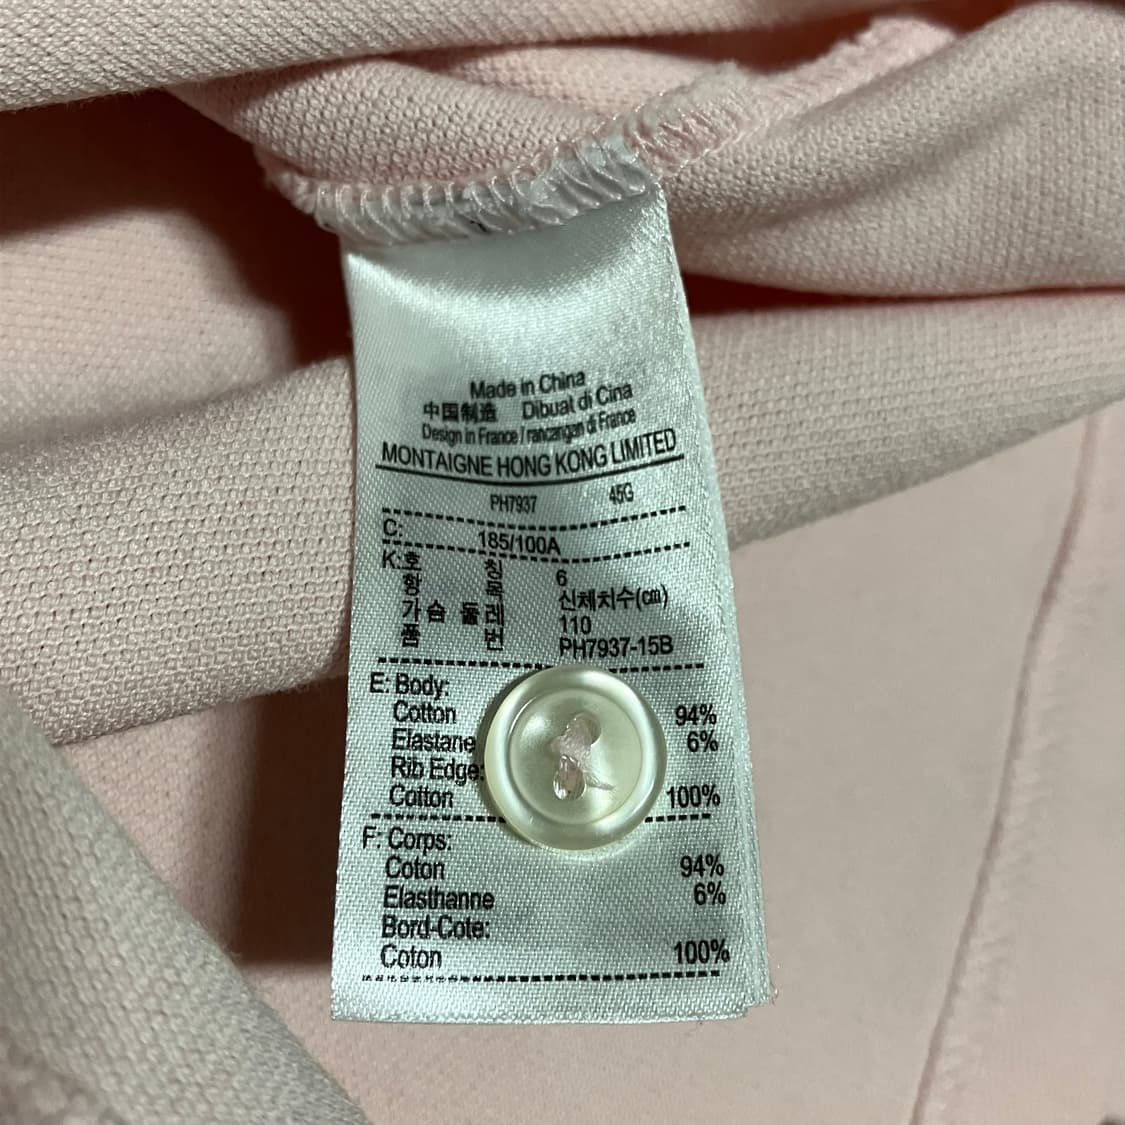 Made in China
中国制造 Dibual di Cina
Design in France / rancangan di France
MONTAIGNE HONG KONG LIMITED
PH7937 45G
C: 185/100A
K:호 칭 6
항 목 신체치수(㎝)
가 슴 둘 레 110
품 번 PH7937-15B
E: Body:
Cotton 94%
Elastane 6%
Rib Edge:
Cotton 100%
F: Corps:
Coton 94%
Elasthanne 6%
Bord-Cote:
Coton 100%